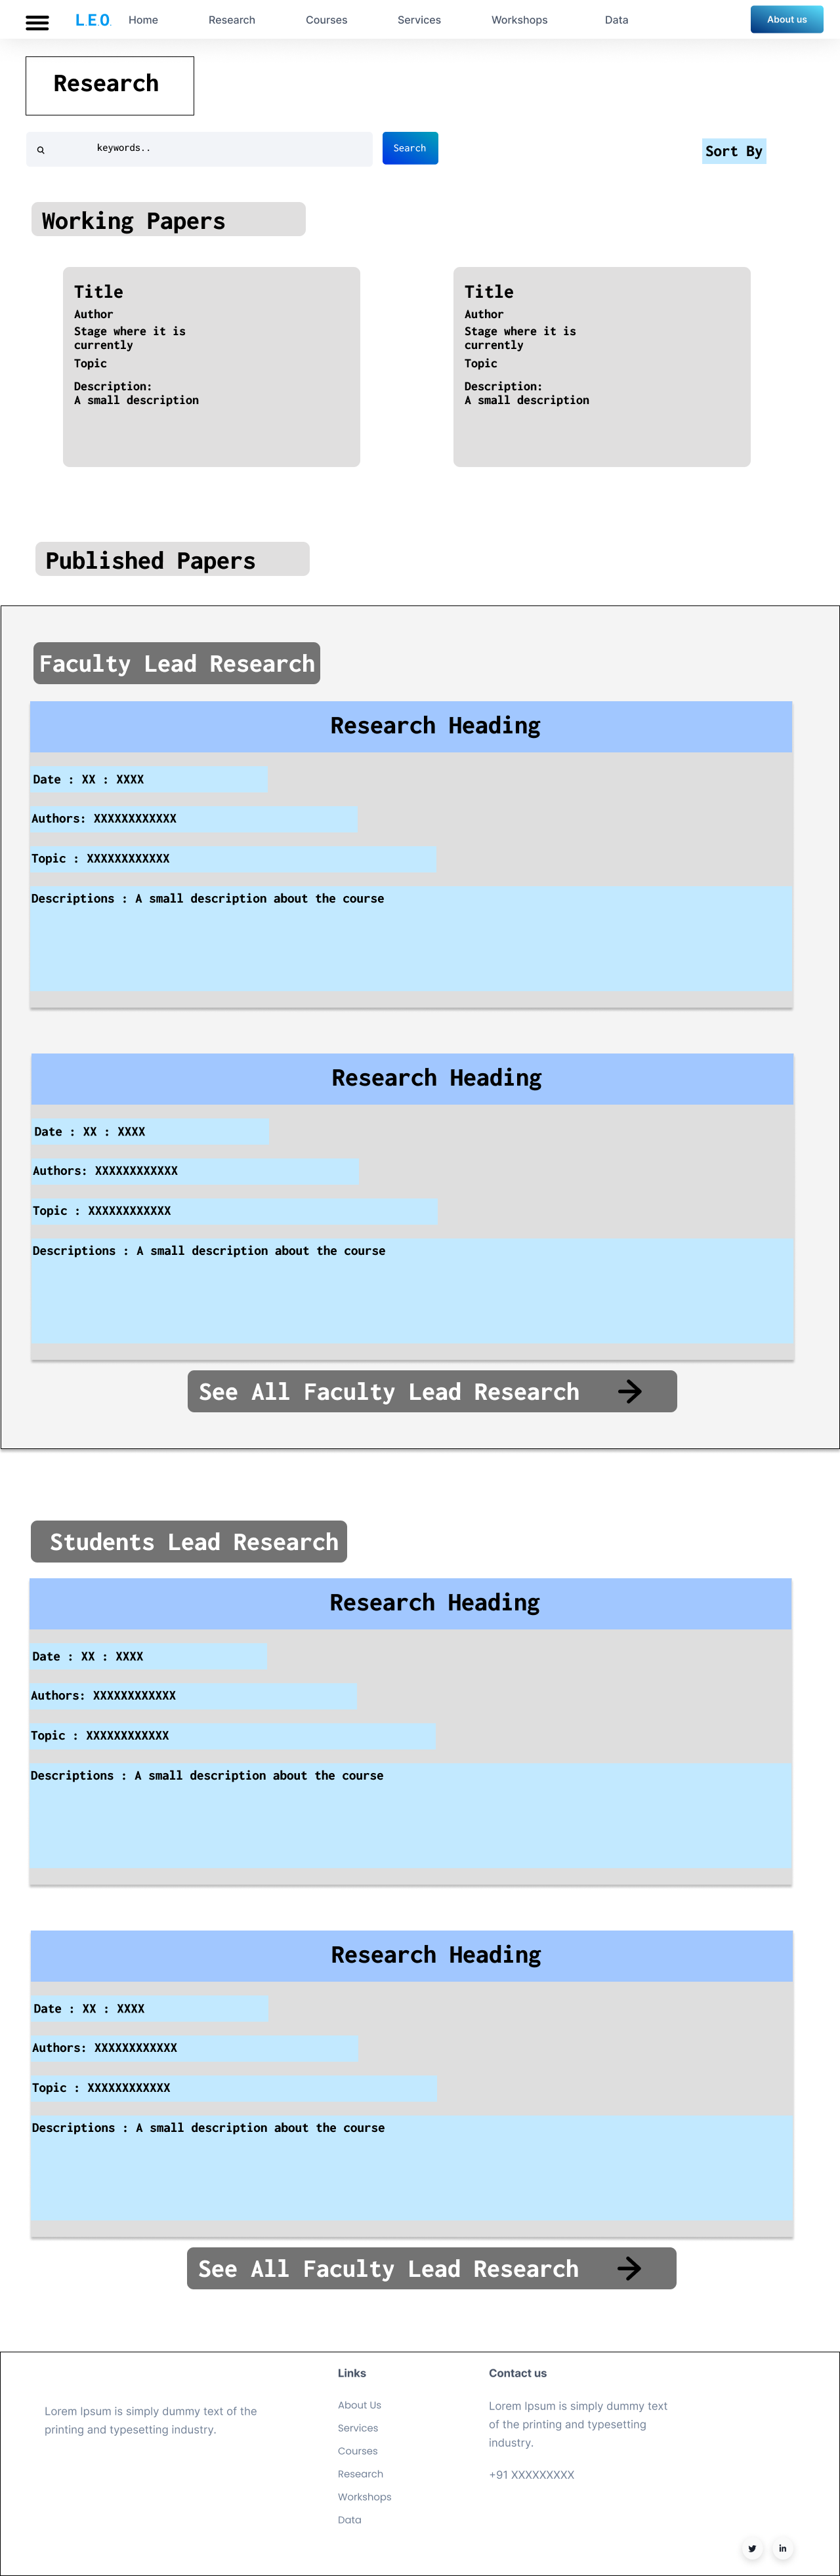 L.E.O. Home Research Courses Services Workshops Data About us
Research
keywords.. Search Sort By
Working Papers
Title
Author
Stage where it is
currently
Topic
Description:
A small description
Title
Author
Stage where it is
currently
Topic
Description:
A small description
Published Papers
Faculty Lead Research
Research Heading
Date : XX : XXXX
Authors: XXXXXXXXXXXX
Topic : XXXXXXXXXXXX
Descriptions : A small description about the course
Research Heading
Date : XX : XXXX
Authors: XXXXXXXXXXXX
Topic : XXXXXXXXXXXX
Descriptions : A small description about the course
See All Faculty Lead Research
Students Lead Research
Research Heading
Date : XX : XXXX
Authors: XXXXXXXXXXXX
Topic : XXXXXXXXXXXX
Descriptions : A small description about the course
Research Heading
Date : XX : XXXX
Authors: XXXXXXXXXXXX
Topic : XXXXXXXXXXXX
Descriptions : A small description about the course
See All Faculty Lead Research
Lorem Ipsum is simply dummy text of the
printing and typesetting industry.
Links
About Us
Services
Courses
Research
Workshops
Data
Contact us
Lorem Ipsum is simply dummy text
of the printing and typesetting
industry.
+91 XXXXXXXXX
in